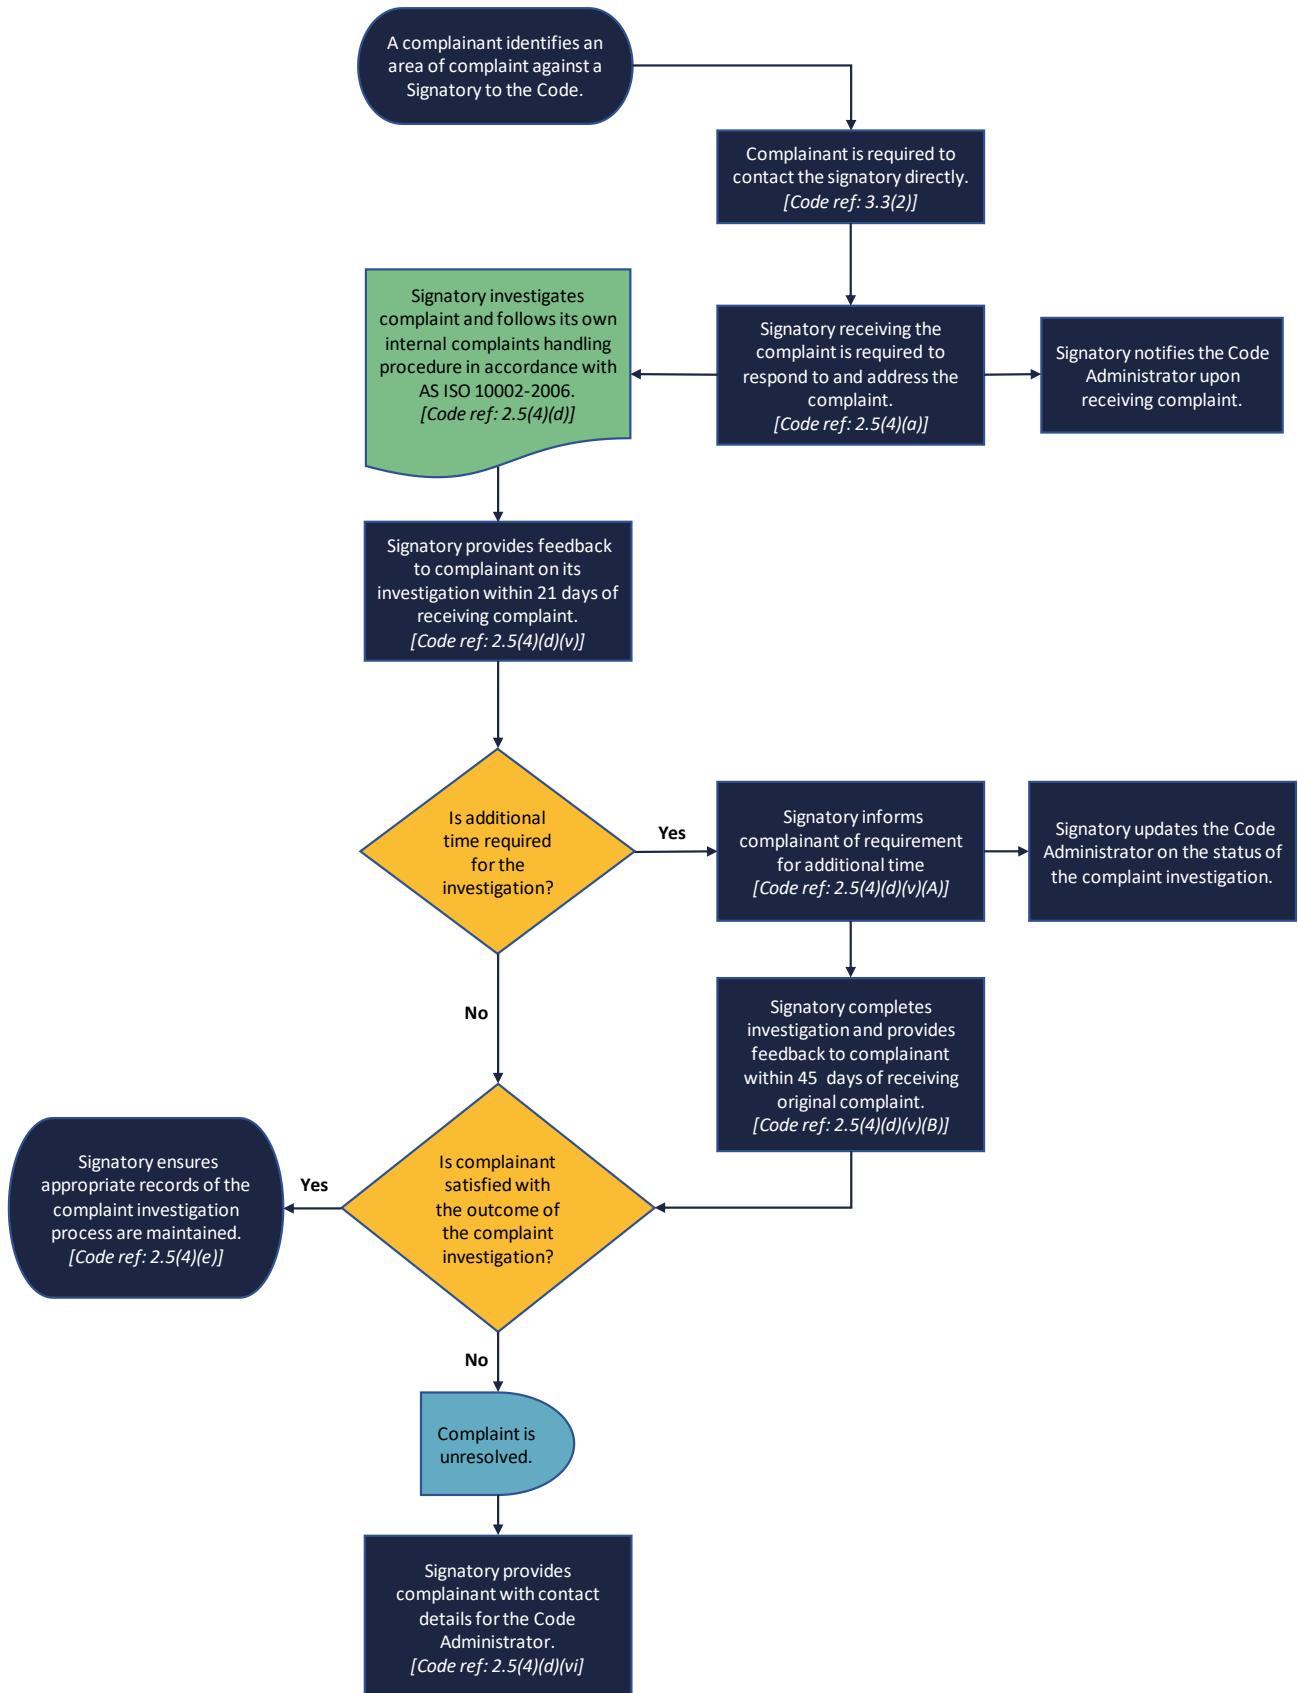 A complainant identifies an
area of complaint against a
Signatory to the Code.
Complainant is required to
contact the signatory directly.
[Code ref: 3.3(2)]
Signatory investigates
complaint and follows its own
internal complaints handling
procedure in accordance with
AS ISO 10002-2006.
[Code ref: 2.5(4)(d)]
Signatory receiving the
complaint is required to
respond to and address the
complaint.
[Code ref: 2.5(4)(a)]
Signatory notifies the Code
Administrator upon
receiving complaint.
Signatory provides feedback
to complainant on its
investigation within 21 days of
receiving complaint.
[Code ref: 2.5(4)(d)(v)]
Is additional
time required
for the
investigation?
Yes
Signatory informs
complainant of requirement
for additional time
[Code ref: 2.5(4)(d)(v)(A)]
Signatory updates the Code
Administrator on the status of
the complaint investigation.
No
Signatory completes
investigation and provides
feedback to complainant
within 45 days of receiving
original complaint.
[Code ref: 2.5(4)(d)(v)(B)]
Is complainant
satisfied with
the outcome of
the complaint
investigation?
Yes
Signatory ensures
appropriate records of the
complaint investigation
process are maintained.
[Code ref: 2.5(4)(e)]
No
Complaint is
unresolved.
Signatory provides
complainant with contact
details for the Code
Administrator.
[Code ref: 2.5(4)(d)(vi]